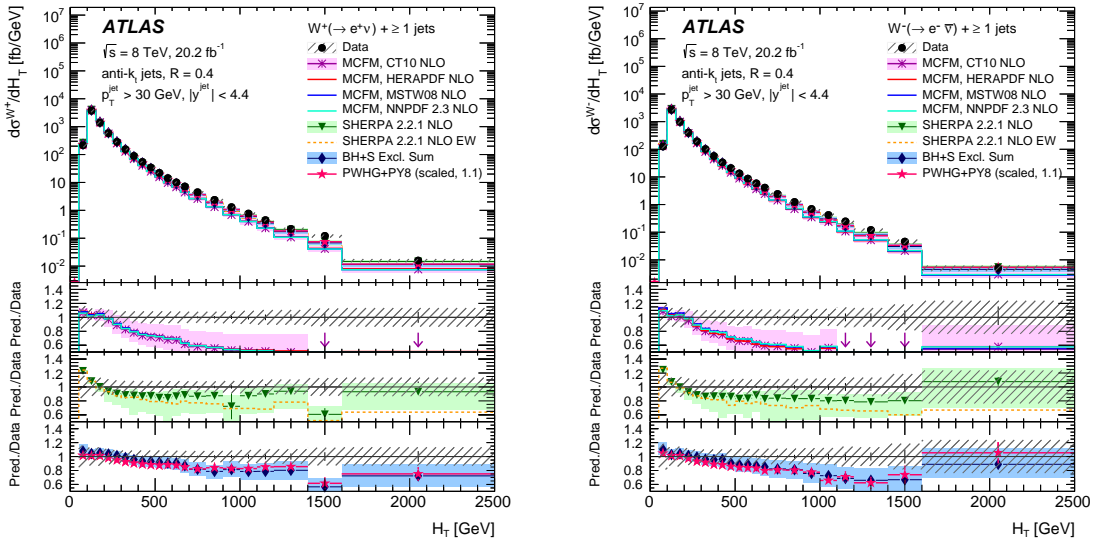 ATLAS
W⁺(→ e⁺ν) + ≥ 1 jets
√s = 8 TeV, 20.2 fb⁻¹
anti-kₜ jets, R = 0.4
p_T^jet > 30 GeV, |y^jet| < 4.4
Data
MCFM, CT10 NLO
MCFM, HERAPDF NLO
MCFM, MSTW08 NLO
MCFM, NNPDF 2.3 NLO
SHERPA 2.2.1 NLO
SHERPA 2.2.1 NLO EW
BH+S Excl. Sum
PWHG+PY8 (scaled, 1.1)
dσ^W⁺/dH_T [fb/GeV]
10⁷
10⁶
10⁵
10⁴
10³
10²
10
1
10⁻¹
10⁻²
Pred./Data
1.4
1.2
1
0.8
0.6
Pred./Data
1.4
1.2
1
0.8
0.6
Pred./Data
1.4
1.2
1
0.8
0.6
0 500 1000 1500 2000 2500
H_T [GeV]
ATLAS
W⁻(→ e⁻ ν̅) + ≥ 1 jets
√s = 8 TeV, 20.2 fb⁻¹
anti-kₜ jets, R = 0.4
p_T^jet > 30 GeV, |y^jet| < 4.4
Data
MCFM, CT10 NLO
MCFM, HERAPDF NLO
MCFM, MSTW08 NLO
MCFM, NNPDF 2.3 NLO
SHERPA 2.2.1 NLO
SHERPA 2.2.1 NLO EW
BH+S Excl. Sum
PWHG+PY8 (scaled, 1.1)
dσ^W⁻/dH_T [fb/GeV]
10⁷
10⁶
10⁵
10⁴
10³
10²
10
1
10⁻¹
10⁻²
10⁻³
Pred./Data
1.4
1.2
1
0.8
0.6
Pred./Data
1.4
1.2
1
0.8
0.6
Pred./Data
1.4
1.2
1
0.8
0.6
0 500 1000 1500 2000 2500
H_T [GeV]